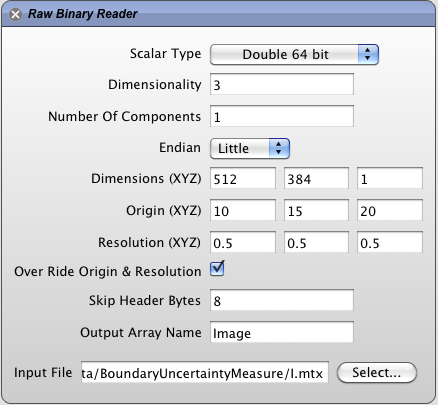 Raw Binary Reader
Scalar Type Double 64 bit
Dimensionality 3
Number Of Components 1
Endian Little
Dimensions (XYZ) 512 384 1
Origin (XYZ) 10 15 20
Resolution (XYZ) 0.5 0.5 0.5
Over Ride Origin & Resolution
Skip Header Bytes 8
Output Array Name Image
Input File ta/BoundaryUncertaintyMeasure/I.mtx Select...